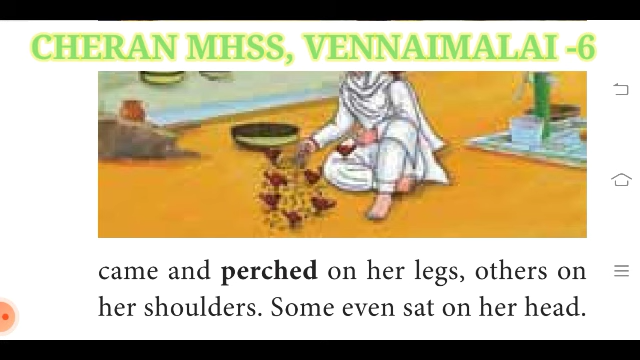 CHERAN MHSS, VENNAIMALAI -6
came and perched on her legs, others on
her shoulders. Some even sat on her head.